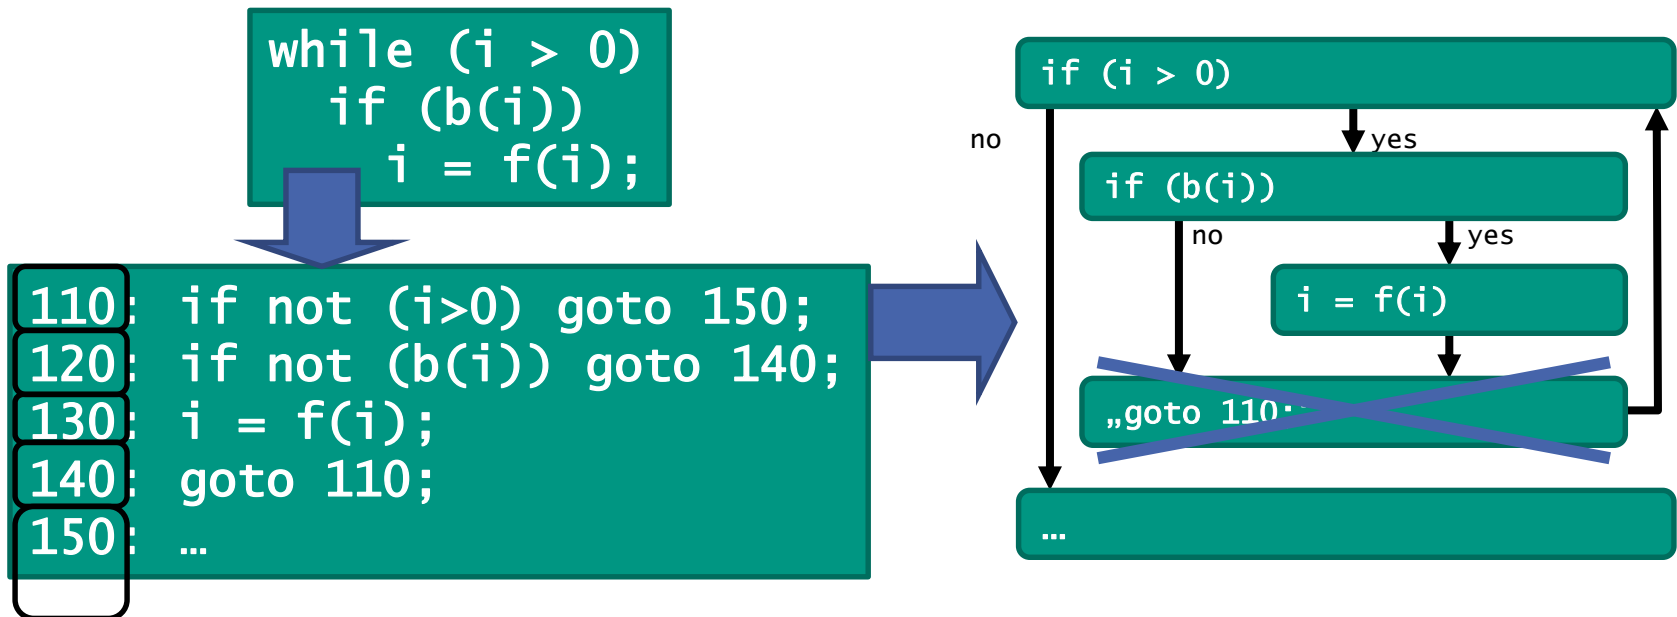 while (i > 0)
if (b(i))
i = f(i);
110: if not (i>0) goto 150;
120: if not (b(i)) goto 140;
130: i = f(i);
140: goto 110;
150: …
if (i > 0)
no
yes
if (b(i))
no
yes
i = f(i)
„goto 110;
…